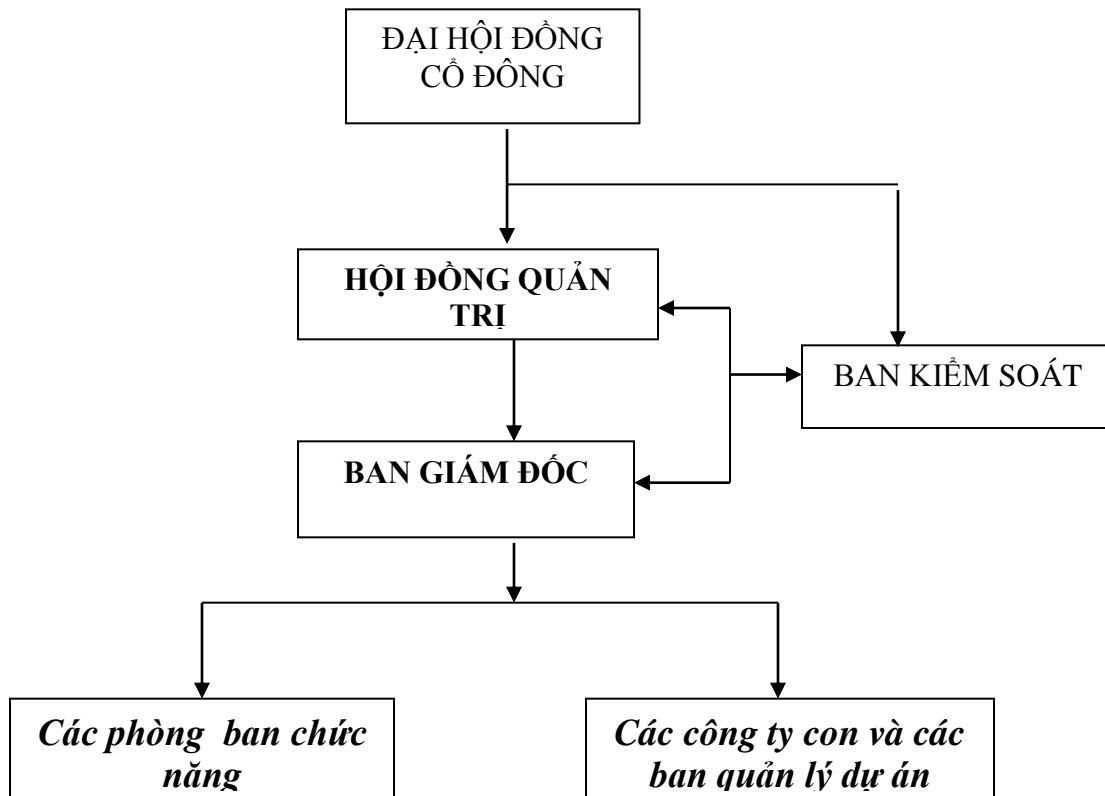 ĐẠI HỘI ĐỒNG
CỔ ĐÔNG
HỘI ĐỒNG QUẢN
TRỊ
BAN KIỂM SOÁT
BAN GIÁM ĐỐC
Các phòng ban chức
năng
Các công ty con và các
ban quản lý dự án